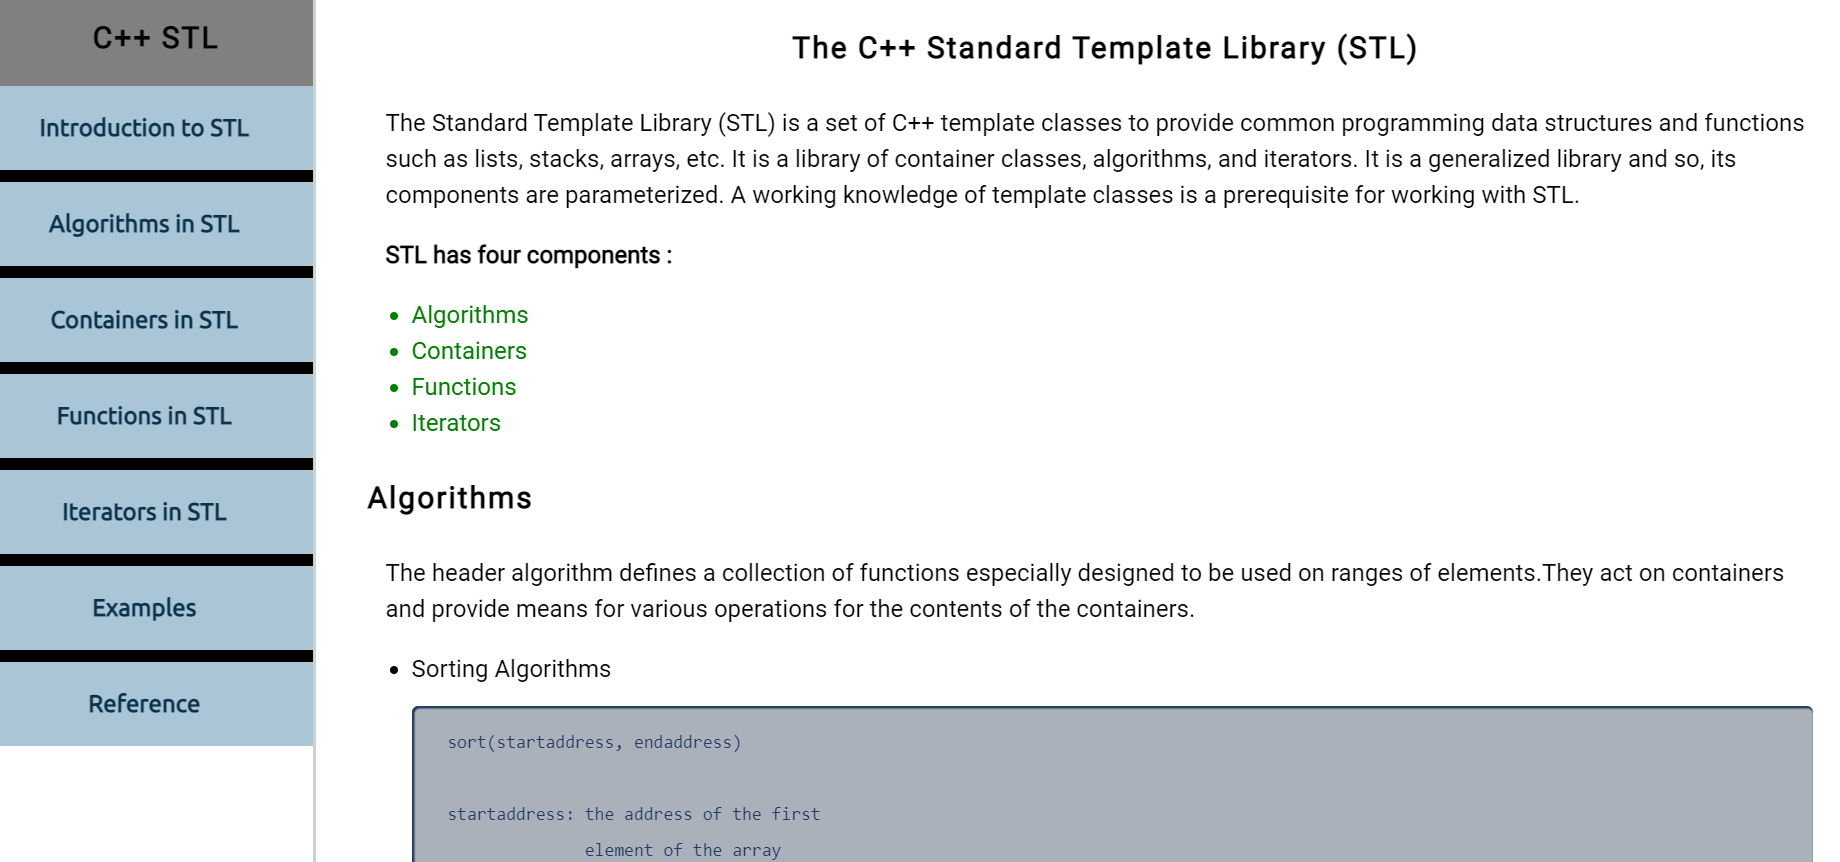 C++ STL
Introduction to STL
Algorithms in STL
Containers in STL
Functions in STL
Iterators in STL
Examples
Reference
The C++ Standard Template Library (STL)
The Standard Template Library (STL) is a set of C++ template classes to provide common programming data structures and functions
such as lists, stacks, arrays, etc. It is a library of container classes, algorithms, and iterators. It is a generalized library and so, its
components are parameterized. A working knowledge of template classes is a prerequisite for working with STL.
STL has four components :
• Algorithms
• Containers
• Functions
• Iterators
Algorithms
The header algorithm defines a collection of functions especially designed to be used on ranges of elements.They act on containers
and provide means for various operations for the contents of the containers.
• Sorting Algorithms
sort(startaddress, endaddress)
startaddress: the address of the first
element of the array